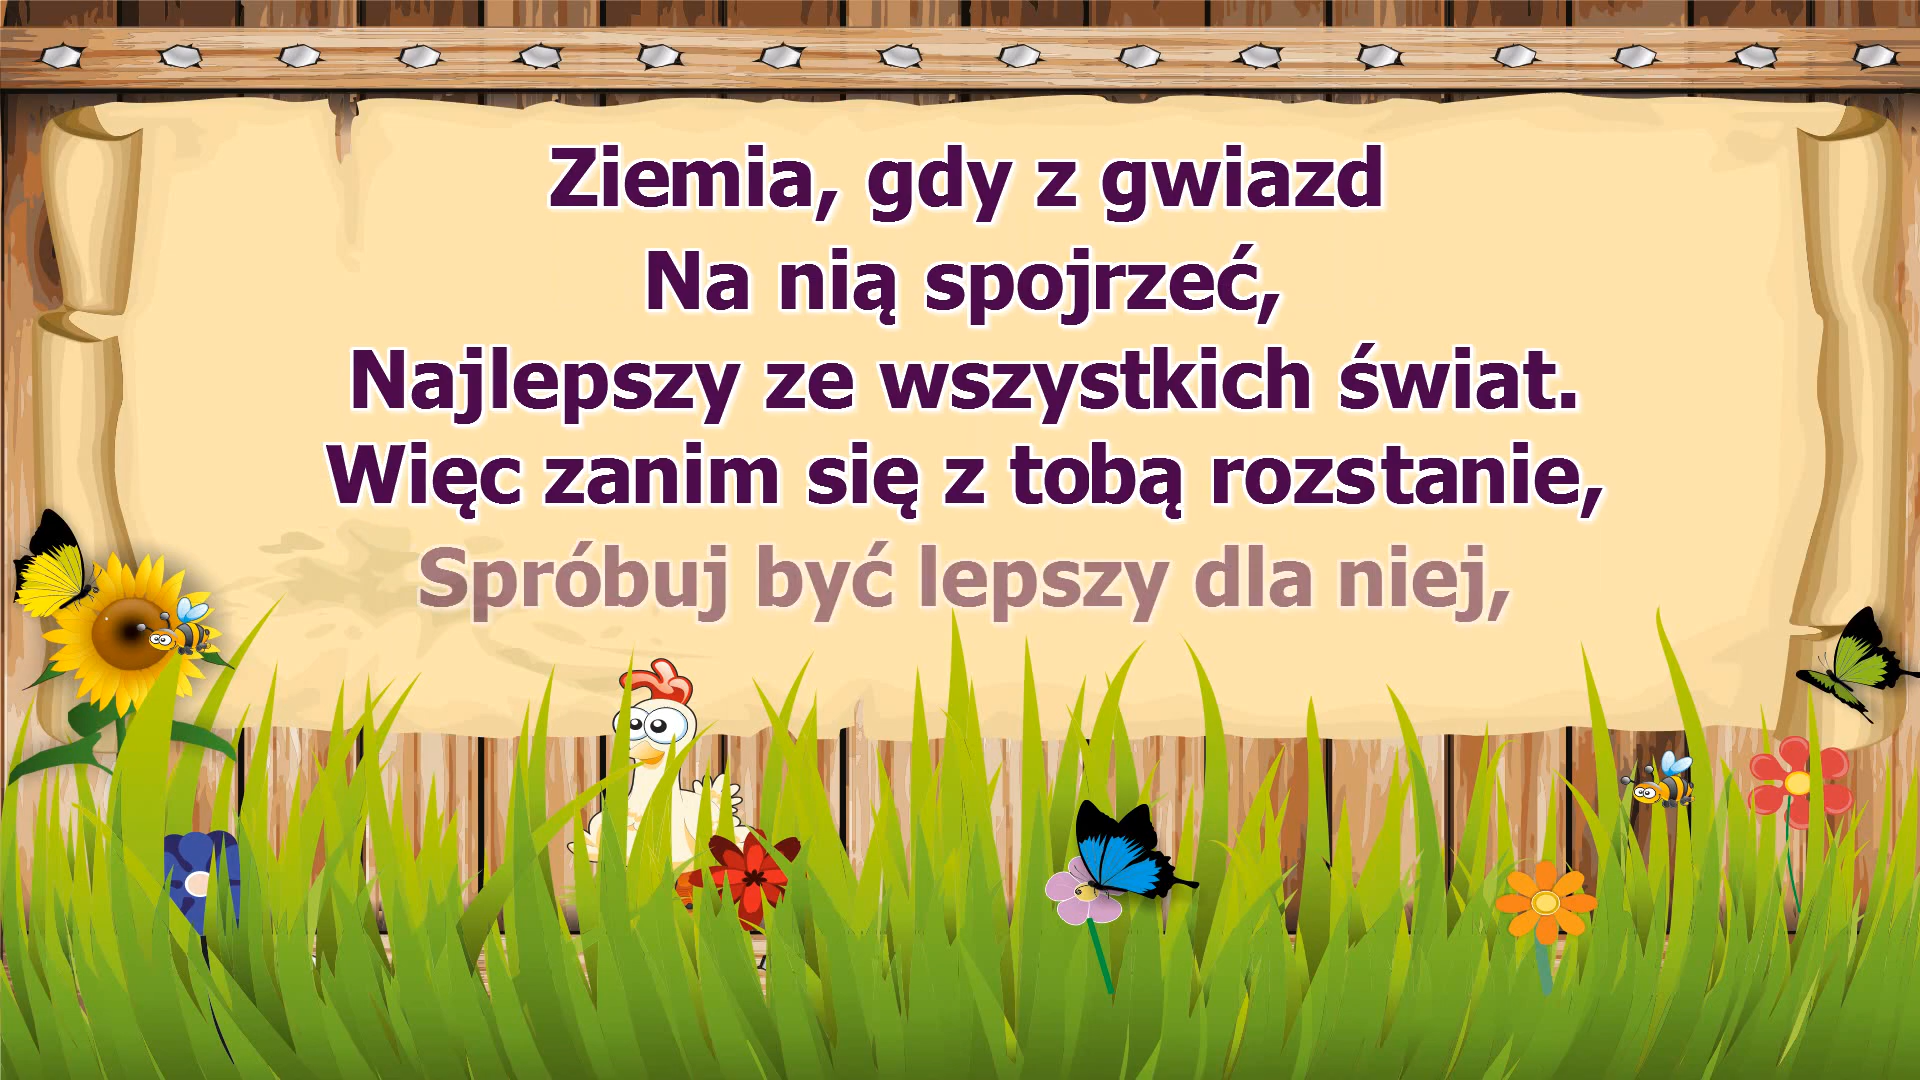 Ziemia, gdy z gwiazd
Na nią spojrzeć,
Najlepszy ze wszystkich świat.
Więc zanim się z tobą rozstanie,
Spróbuj być lepszy dla niej,